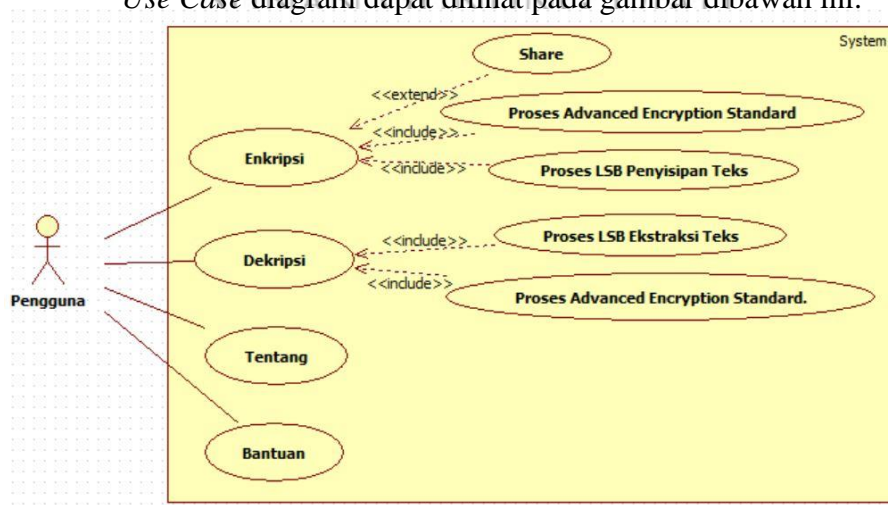 Use Case diagram dapat dilihat pada gambar dibawah ini:
System
Share
<<extend>>
Proses Advanced Encryption Standard
<<include>>
Enkripsi
<<include>>
Proses LSB Penyisipan Teks
<<include>>
Proses LSB Ekstraksi Teks
Dekripsi
<<include>>
Proses Advanced Encryption Standard.
Pengguna
Tentang
Bantuan